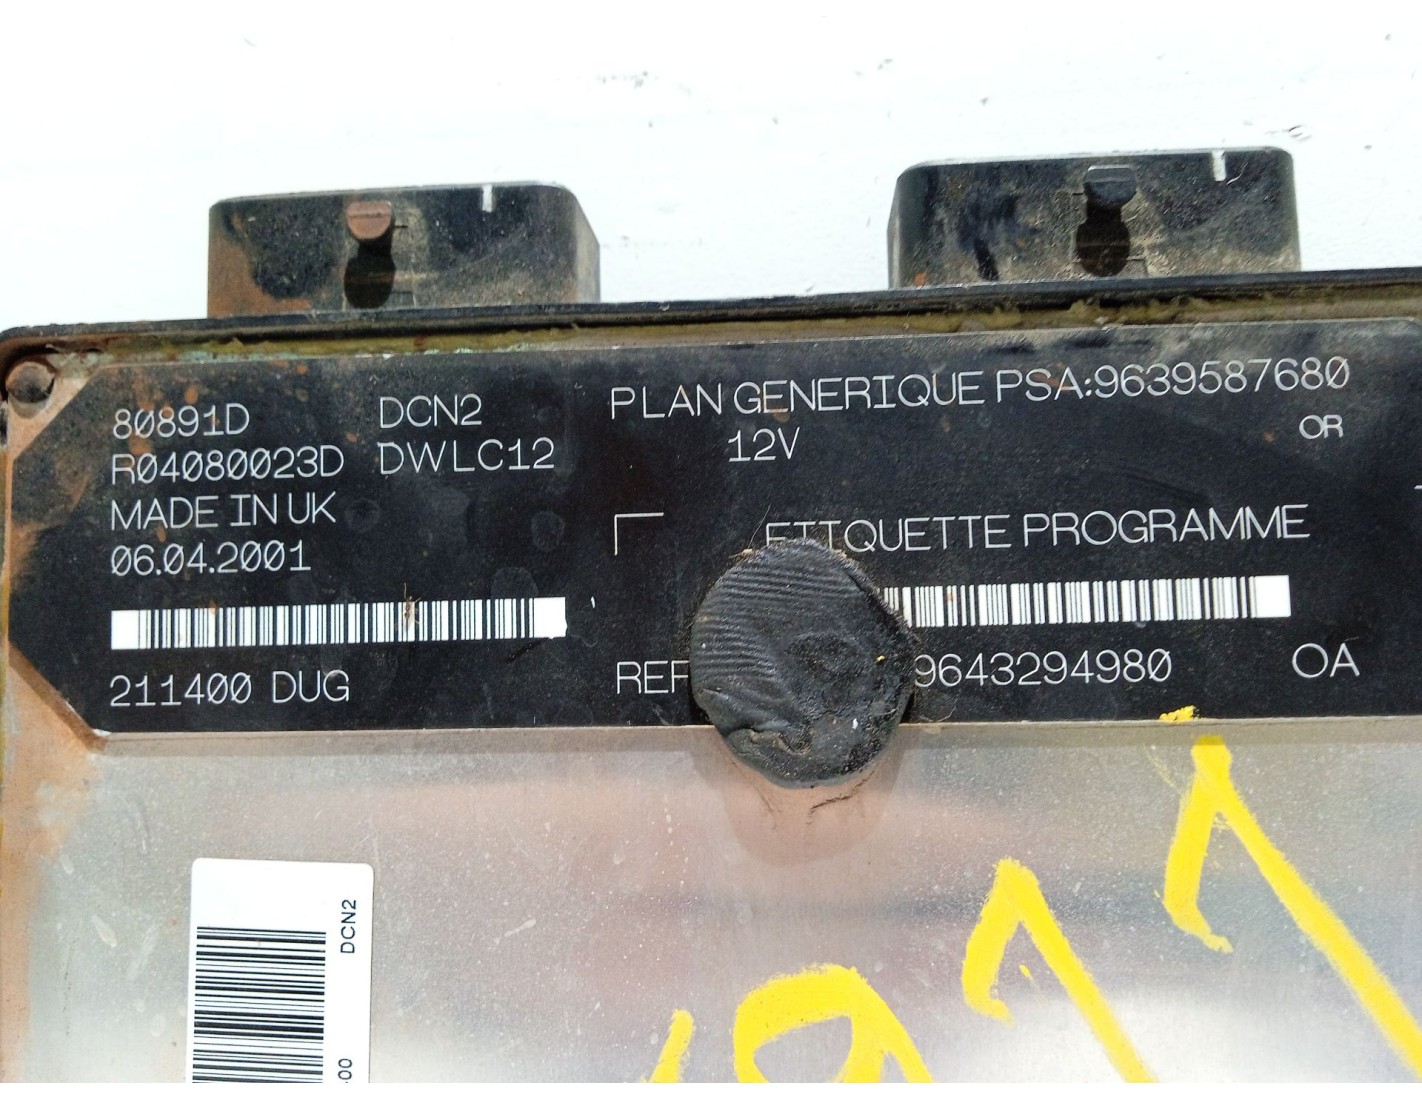 80891D DCN2 PLAN GENERIQUE PSA:9639587680
R04080023D DWLC12 12V OR
MADE IN UK
06.04.2001
ETIQUETTE PROGRAMME
211400 DUG REF 9643294980 OA
DCN2